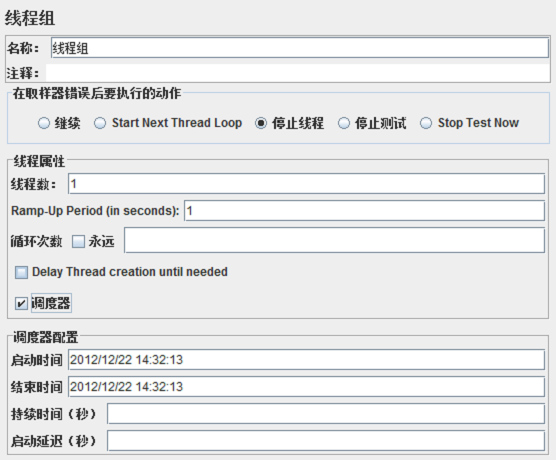 线程组
名称： 线程组
注释：
在取样器错误后要执行的动作
继续 Start Next Thread Loop 停止线程 停止测试 Stop Test Now
线程属性
线程数： 1
Ramp-Up Period (in seconds): 1
循环次数 永远
Delay Thread creation until needed
调度器
调度器配置
启动时间 2012/12/22 14:32:13
结束时间 2012/12/22 14:32:13
持续时间（秒）
启动延迟（秒）